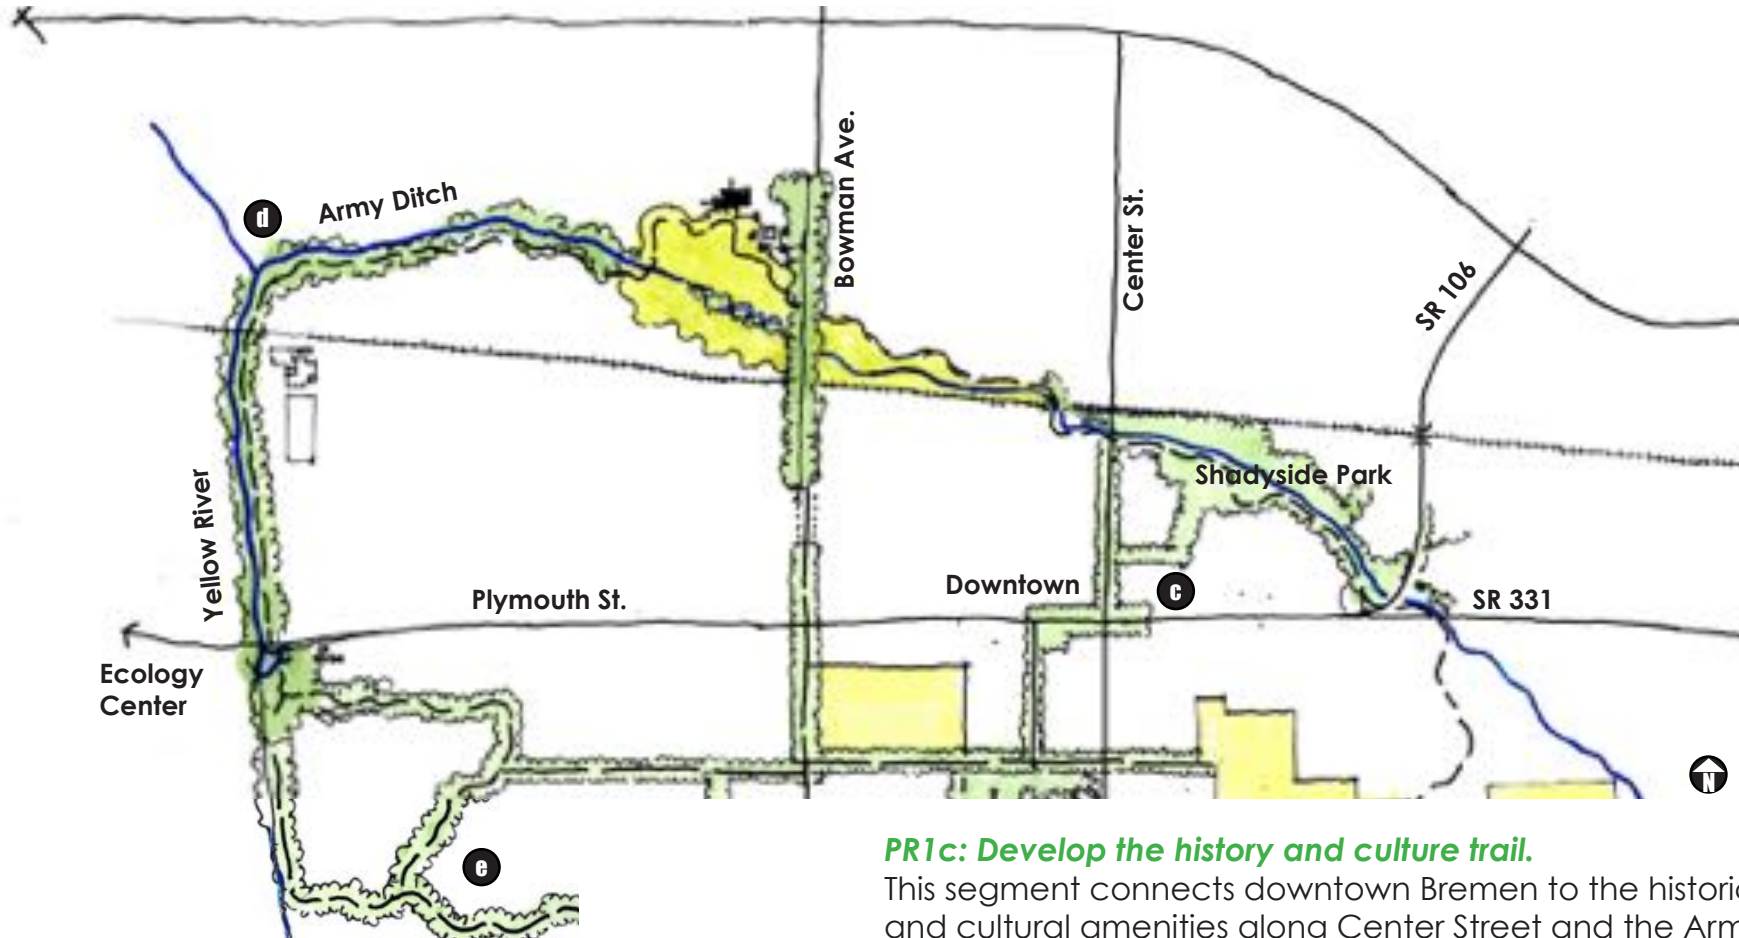 Bowman Ave.
Army Ditch
d
Center St.
SR 106
Shadyside Park
Yellow River
Plymouth St.
Downtown
c
SR 331
Ecology
Center
N
e
PR1c: Develop the history and culture trail.
This segment connects downtown Bremen to the historic
and cultural amenities along Center Street and the Arm